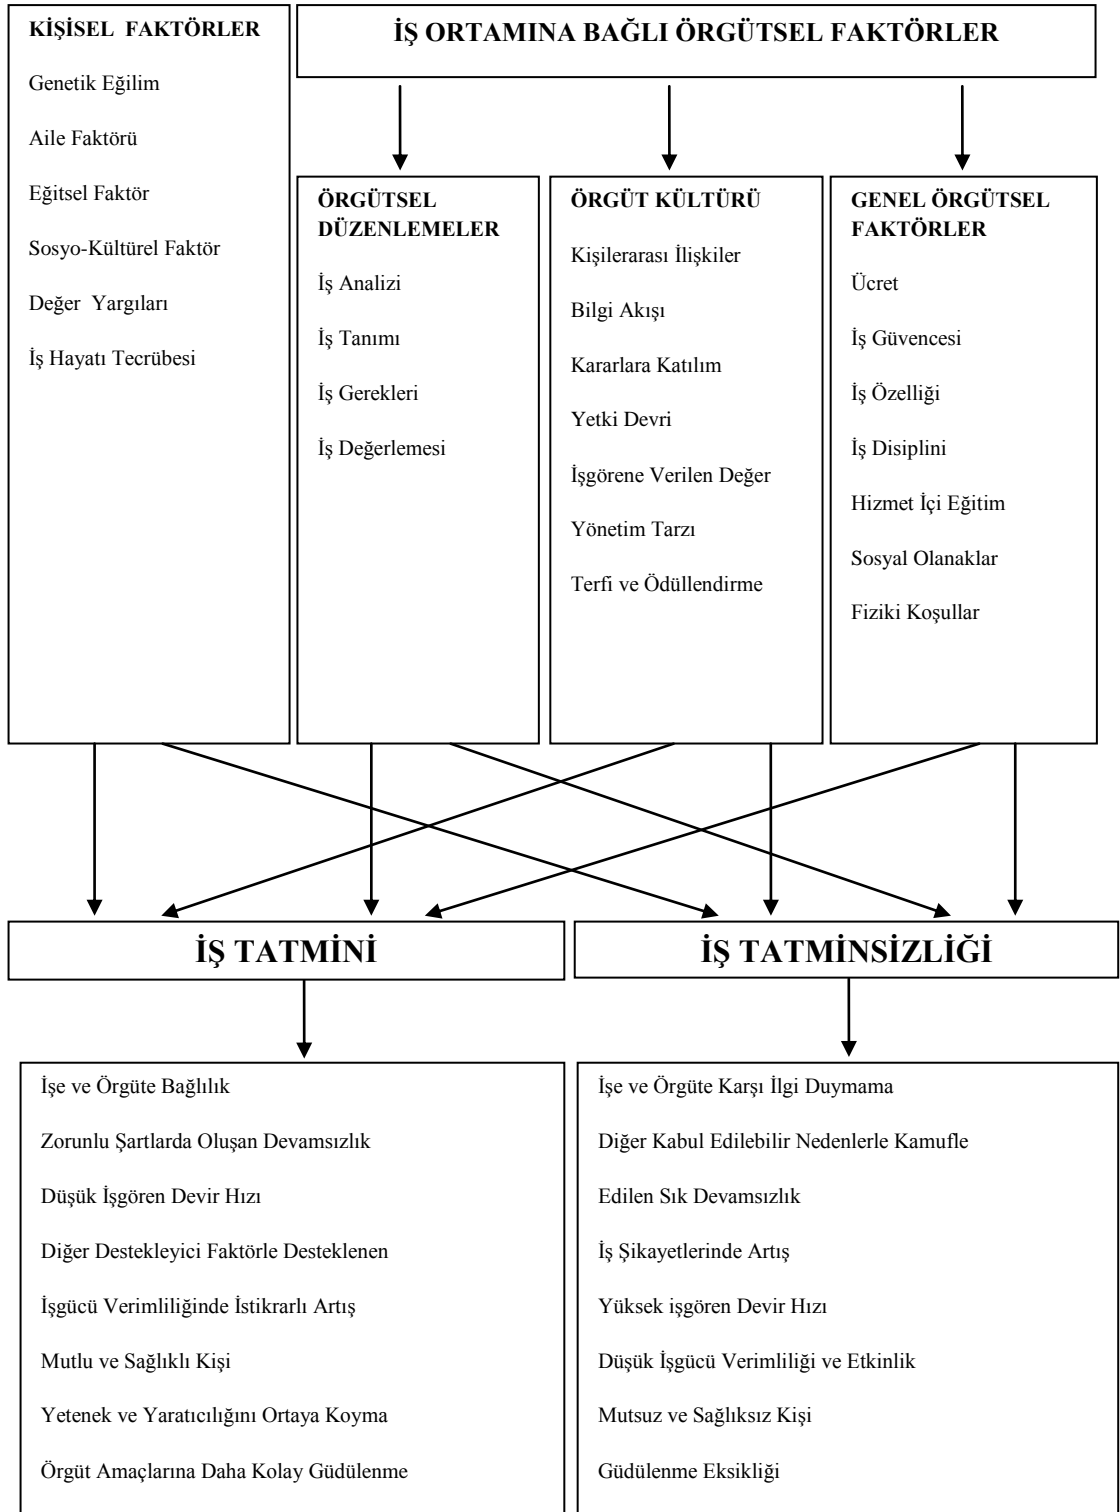 KİŞİSEL  FAKTÖRLER
Genetik Eğilim
Aile Faktörü
Eğitsel Faktör
Sosyo-Kültürel Faktör
Değer  Yargıları
İş Hayatı Tecrübesi
İŞ ORTAMINA BAĞLI ÖRGÜTSEL FAKTÖRLER
ÖRGÜTSEL
DÜZENLEMELER
İş Analizi
İş Tanımı
İş Gerekleri
İş Değerlemesi
ÖRGÜT KÜLTÜRÜ
Kişilerarası İlişkiler
Bilgi Akışı
Kararlara Katılım
Yetki Devri
İşgörene Verilen Değer
Yönetim Tarzı
Terfi ve Ödüllendirme
GENEL ÖRGÜTSEL
FAKTÖRLER
Ücret
İş Güvencesi
İş Özelliği
İş Disiplini
Hizmet İçi Eğitim
Sosyal Olanaklar
Fiziki Koşullar
İŞ TATMİNİ
İŞ TATMİNSİZLİĞİ
İşe ve Örgüte Bağlılık
Zorunlu Şartlarda Oluşan Devamsızlık
Düşük İşgören Devir Hızı
Diğer Destekleyici Faktörle Desteklenen
İşgücü Verimliliğinde İstikrarlı Artış
Mutlu ve Sağlıklı Kişi
Yetenek ve Yaratıcılığını Ortaya Koyma
Örgüt Amaçlarına Daha Kolay Güdülenme
İşe ve Örgüte Karşı İlgi Duymama
Diğer Kabul Edilebilir Nedenlerle Kamufle
Edilen Sık Devamsızlık
İş Şikayetlerinde Artış
Yüksek işgören Devir Hızı
Düşük İşgücü Verimliliği ve Etkinlik
Mutsuz ve Sağlıksız Kişi
Güdülenme Eksikliği